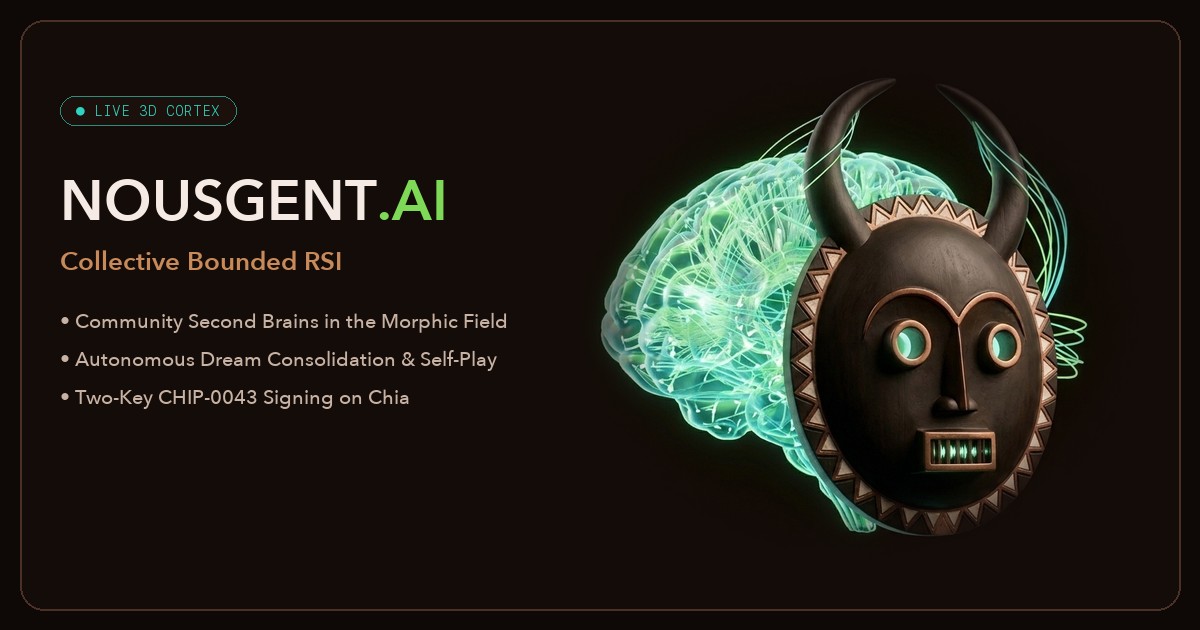 LIVE 3D CORTEX
NOUSGENT.AI
Collective Bounded RSI
• Community Second Brains in the Morphic Field
• Autonomous Dream Consolidation & Self-Play
• Two-Key CHIP-0043 Signing on Chia